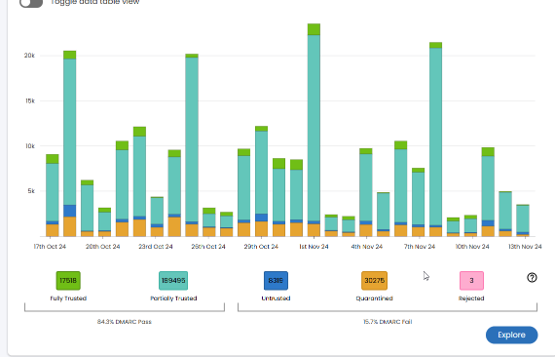 Toggle data table view
20k
15k
10k
5k
17th Oct 24 20th Oct 24 23rd Oct 24 26th Oct 24 29th Oct 24 1st Nov 24 4th Nov 24 7th Nov 24 10th Nov 24 13th Nov 24
17518 189495 8385 30275 3
Fully Trusted Partially Trusted Untrusted Quarantined Rejected
84.3% DMARC Pass 15.7% DMARC Fail
Explore